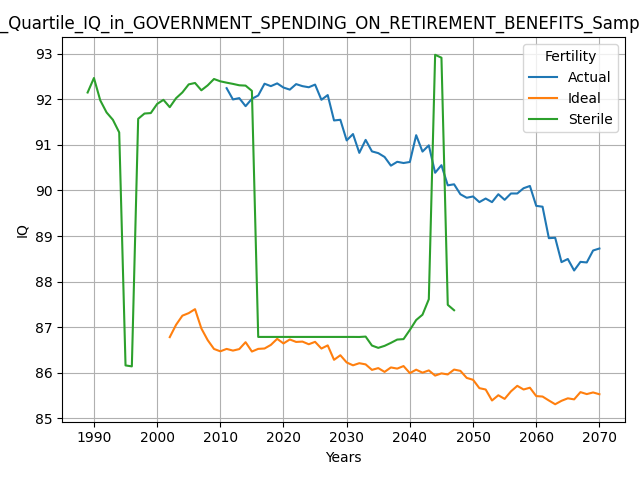 _Quartile_IQ_in_GOVERNMENT_SPENDING_ON_RETIREMENT_BENEFITS_Samp
Fertility
Actual
Ideal
Sterile
93
92
91
90
89
88
87
86
85
IQ
1990
2000
2010
2020
2030
2040
2050
2060
2070
Years